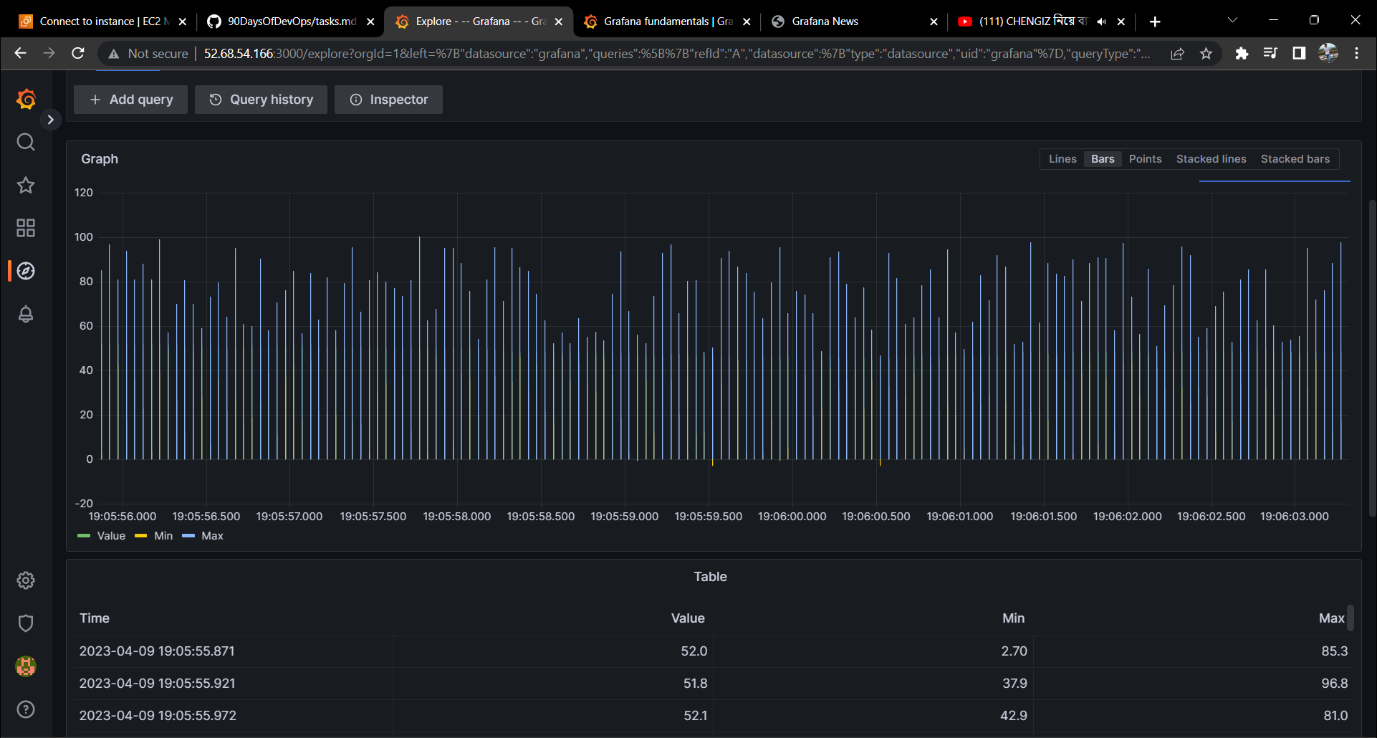 Connect to instance | EC2 M
90DaysOfDevOps/tasks.md
Explore - -- Grafana -- - Gra
Grafana fundamentals | Gra
Grafana News
(111) CHENGIZ নিয়ে ব্য
Not secure
52.68.54.166:3000/explore?orgId=1&left=%7B"datasource":"grafana","queries":%5B%7B"refId":"A","datasource":%7B"type":"datasource","uid":"grafana"%7D,"queryType":"...
+ Add query
Query history
Inspector
Graph
Lines Bars Points Stacked lines Stacked bars
120
100
80
60
40
20
0
-20
19:05:56.000 19:05:56.500 19:05:57.000 19:05:57.500 19:05:58.000 19:05:58.500 19:05:59.000 19:05:59.500 19:06:00.000 19:06:00.500 19:06:01.000 19:06:01.500 19:06:02.000 19:06:02.500 19:06:03.000
Value Min Max
Table
Time Value Min Max
2023-04-09 19:05:55.871 52.0 2.70 85.3
2023-04-09 19:05:55.921 51.8 37.9 96.8
2023-04-09 19:05:55.972 52.1 42.9 81.0